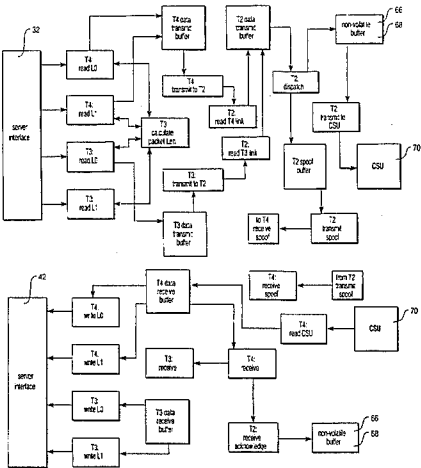 32
server
interface
T4:
read L0
T4:
read L1
T3:
read L0
T3:
read L1
T4 data
transmit
buffer
T4
transmit to T2
T3
calculate
packet Len.
T3:
transmit to T2
T3 data
transmit
buffer
T2 data
transmit
buffer
T2:
read T4 link
T2:
read T3 link
T2:
dispatch
non-volatile
buffer
66
68
T2
transmit to
CSU
CSU
70
T2 spoof
buffer
T2
transmit
spoof
to T4
receive
spoof
42
server
interface
T4:
write L0
T4:
write L1
T3:
write L0
T3:
write L1
T4 data
receive
buffer
T3 data
receive
buffer
T3:
receive
T4:
receive
T4:
receive
spoof
from T2
transmit
spoof
T4:
read CSU
CSU
70
T2:
receive
acknowledge
non-volatile
buffer
66
68